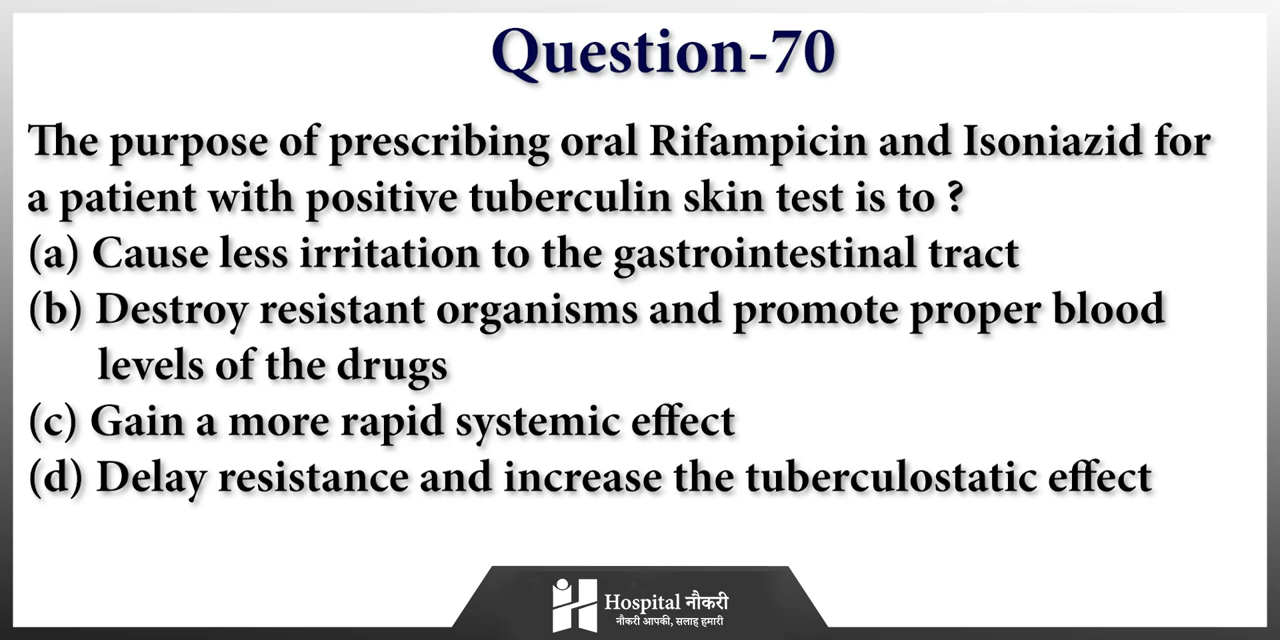 Question-70
The purpose of prescribing oral Rifampicin and Isoniazid for
a patient with positive tuberculin skin test is to ?
(a) Cause less irritation to the gastrointestinal tract
(b) Destroy resistant organisms and promote proper blood
levels of the drugs
(c) Gain a more rapid systemic effect
(d) Delay resistance and increase the tuberculostatic effect
Hospital नौकरी
नौकरी आपकी, सलाह हमारी